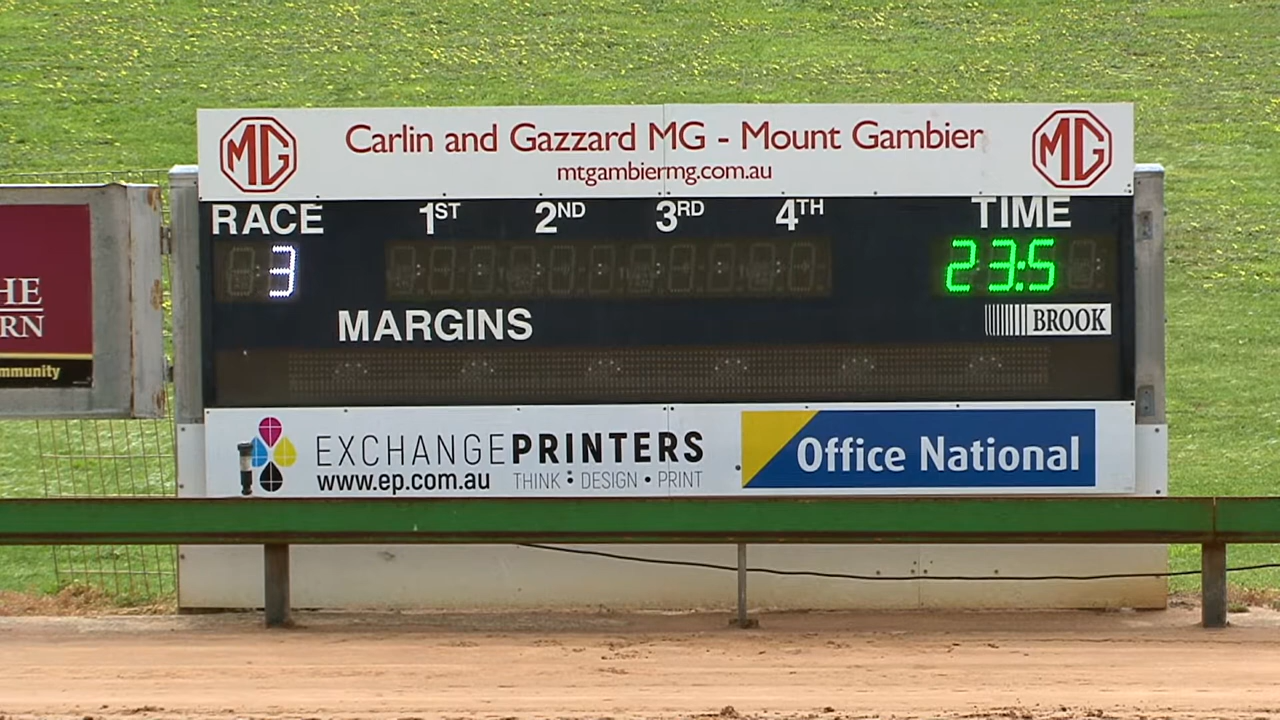 MG Carlin and Gazzard MG - Mount Gambier MG
mtgambiermg.com.au
RACE 1ST 2ND 3RD 4TH TIME
3 23:5
MARGINS BROOK
HE
RN
mmunity
EXCHANGEPRINTERS
www.ep.com.au THINK : DESIGN • PRINT
Office National